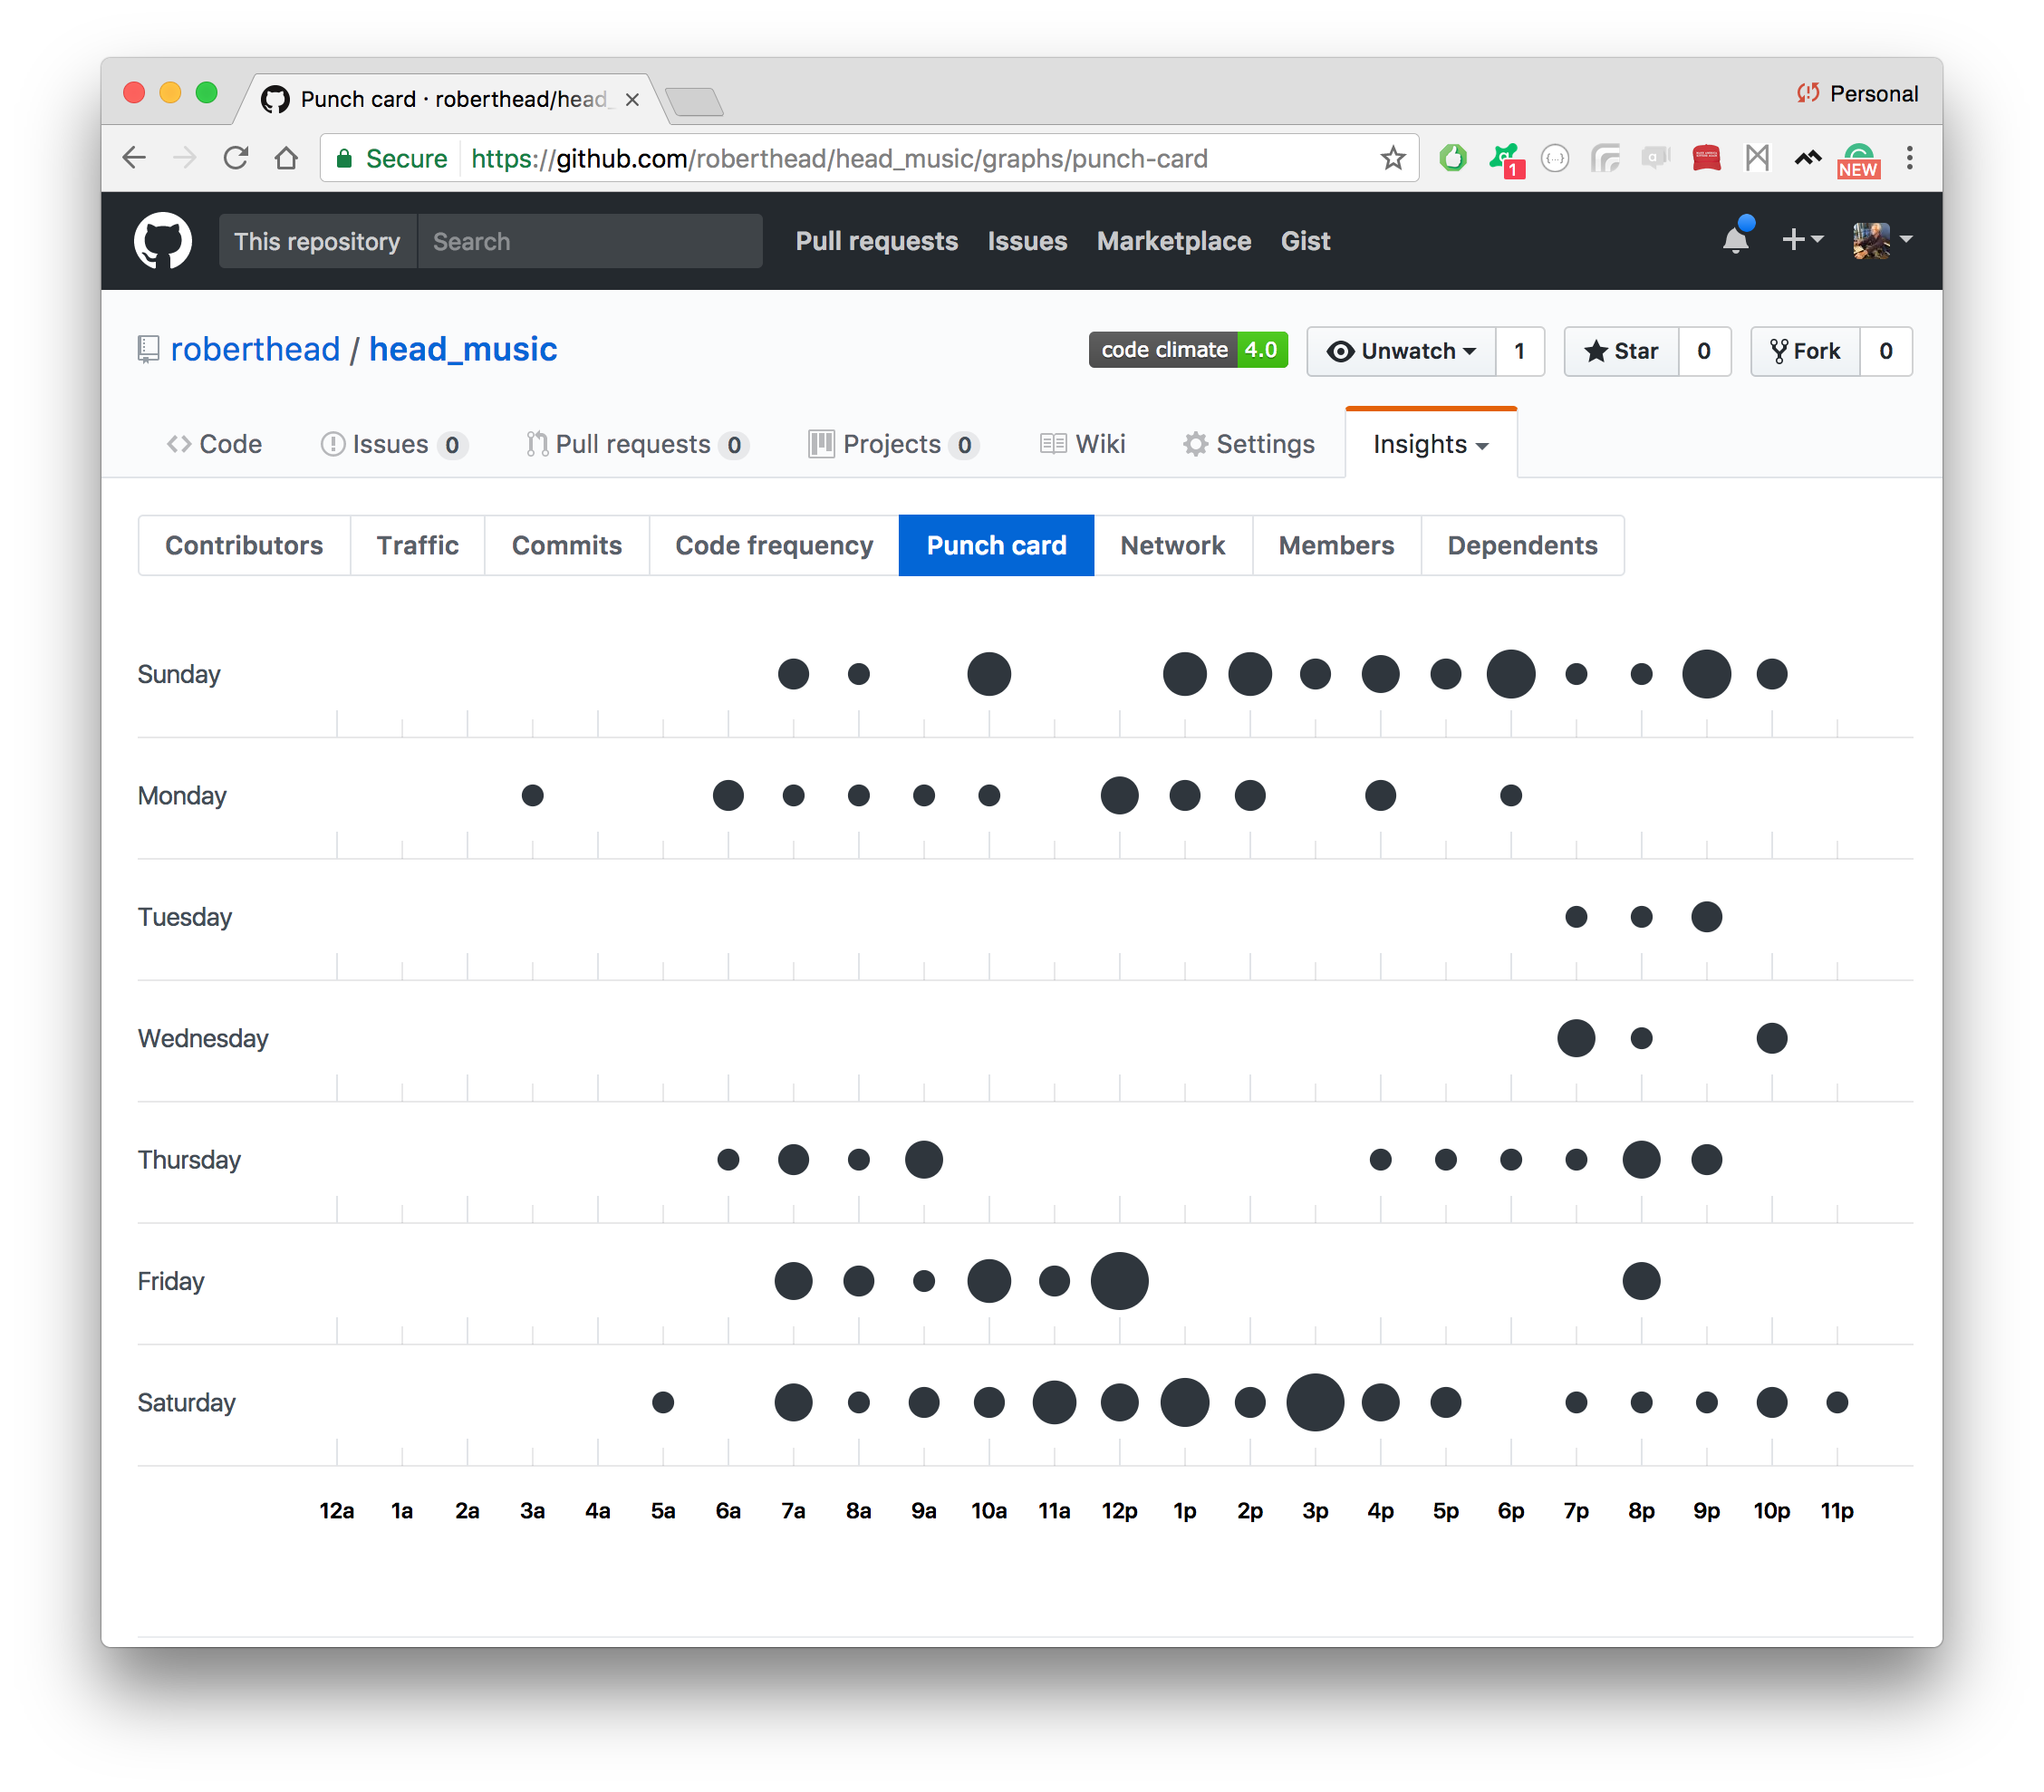 Punch card · roberthead/head_
Personal
Secure https://github.com/roberthead/head_music/graphs/punch-card
1
NEW
This repository Search Pull requests Issues Marketplace Gist
roberthead / head_music
code climate 4.0 Unwatch 1 Star 0 Fork 0
Code Issues 0 Pull requests 0 Projects 0 Wiki Settings Insights
Contributors Traffic Commits Code frequency Punch card Network Members Dependents
Sunday
Monday
Tuesday
Wednesday
Thursday
Friday
Saturday
12a 1a 2a 3a 4a 5a 6a 7a 8a 9a 10a 11a 12p 1p 2p 3p 4p 5p 6p 7p 8p 9p 10p 11p